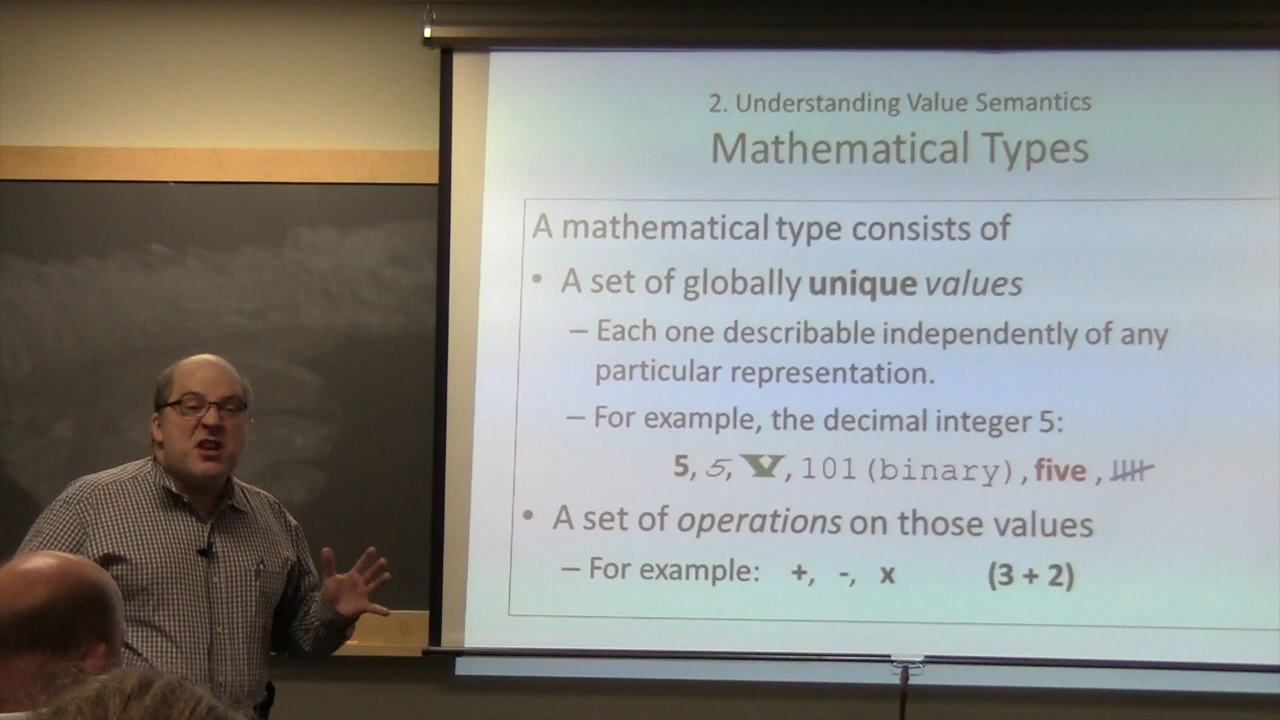 2. Understanding Value Semantics
Mathematical Types
A mathematical type consists of
• A set of globally unique values
– Each one describable independently of any
particular representation.
– For example, the decimal integer 5:
5, 5, V, 101 (binary), five, 卌
• A set of operations on those values
– For example: +, -, x (3 + 2)